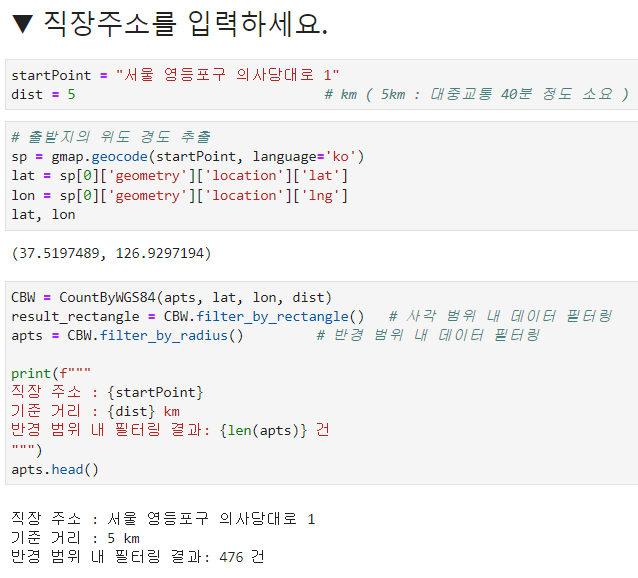 ▼ 직장주소를 입력하세요.
startPoint = "서울 영등포구 의사당대로 1"
dist = 5 # km ( 5km : 대중교통 40분 정도 소요 )
# 출발지의 위도 경도 추출
sp = gmap.geocode(startPoint, language='ko')
lat = sp[0]['geometry']['location']['lat']
lon = sp[0]['geometry']['location']['lng']
lat, lon
(37.5197489, 126.9297194)
CBW = CountByWGS84(apts, lat, lon, dist)
result_rectangle = CBW.filter_by_rectangle() # 사각 범위 내 데이터 필터링
apts = CBW.filter_by_radius() # 반경 범위 내 데이터 필터링
print(f"""
직장 주소 : {startPoint}
기준 거리 : {dist} km
반경 범위 내 필터링 결과: {len(apts)} 건
""")
apts.head()
직장 주소 : 서울 영등포구 의사당대로 1
기준 거리 : 5 km
반경 범위 내 필터링 결과: 476 건